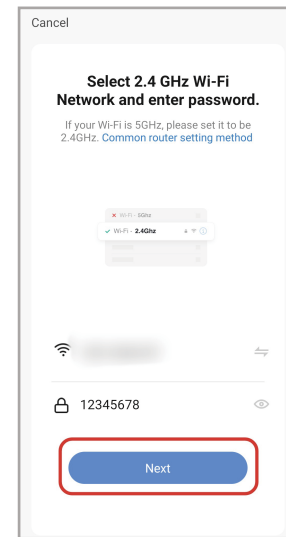 Cancel
Select 2.4 GHz Wi-Fi
Network and enter password.
If your Wi-Fi is 5GHz, please set it to be
2.4GHz. Common router setting method
Wi-Fi - 5Ghz
Wi-Fi - 2.4Ghz
12345678
Next